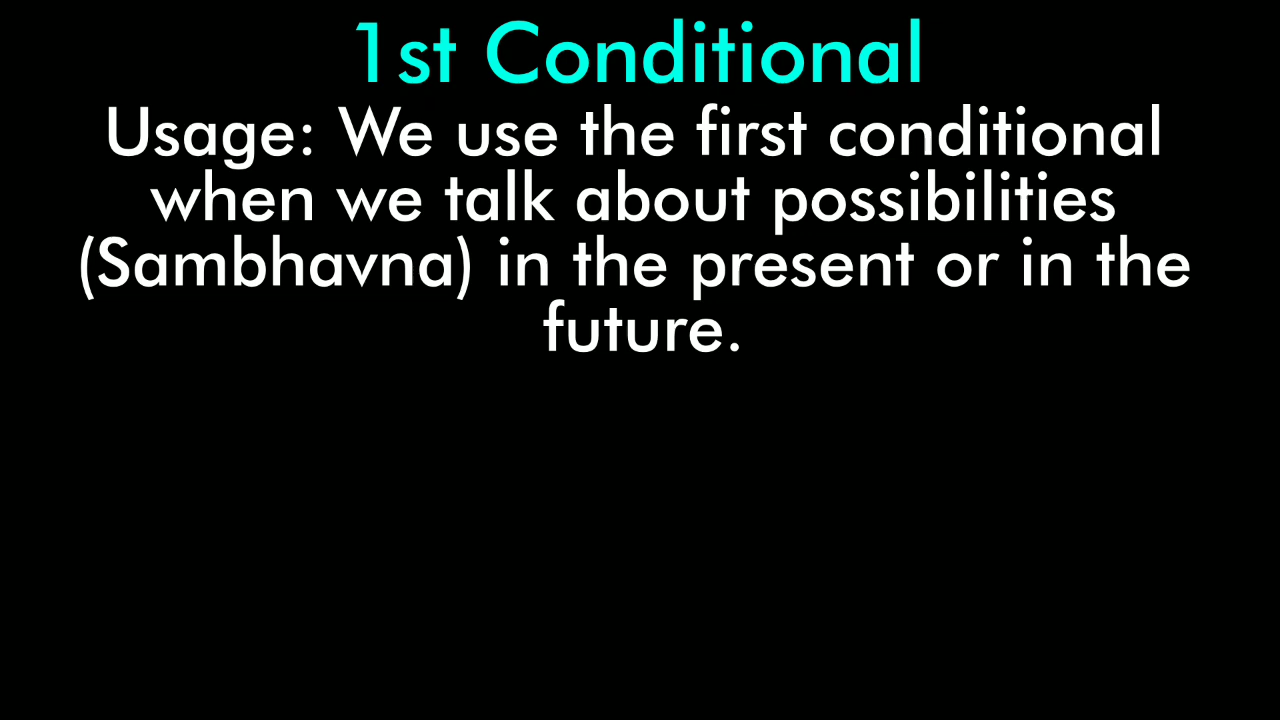 1st Conditional
Usage: We use the first conditional
when we talk about possibilities
(Sambhavna) in the present or in the
future.